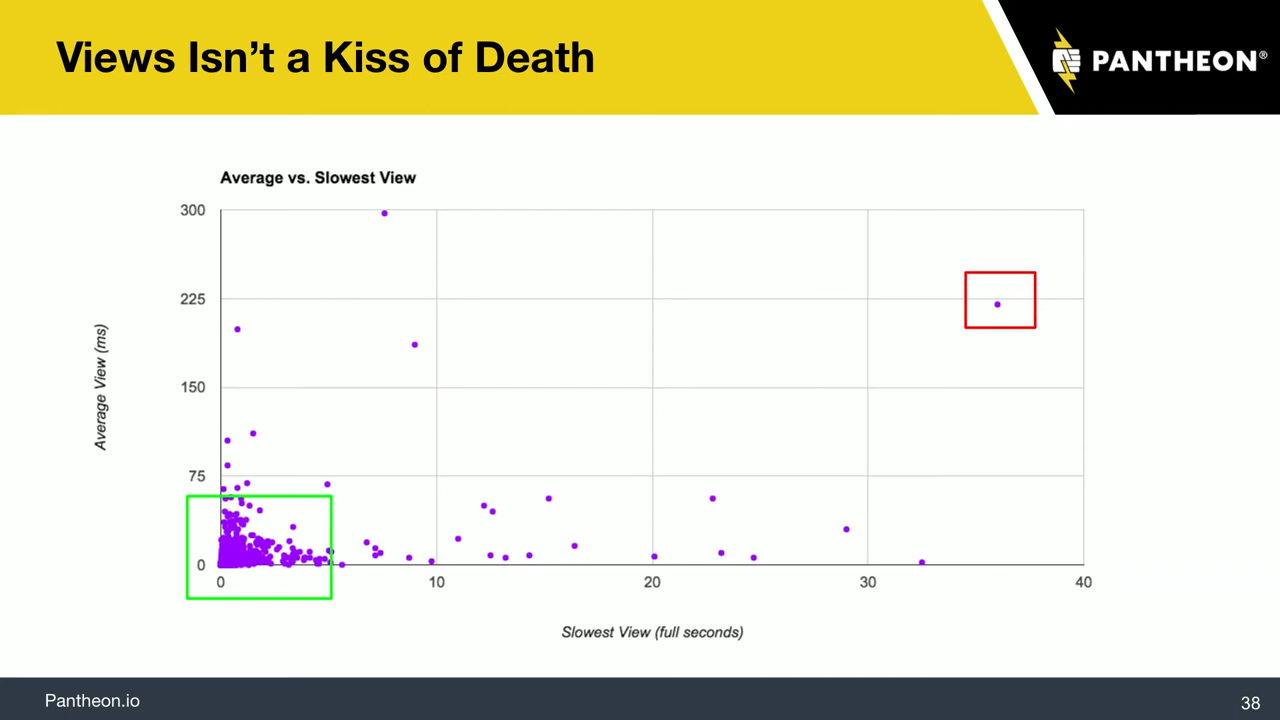 Views Isn’t a Kiss of Death
PANTHEON®
Average vs. Slowest View
300
225
150
75
0
Average View (ms)
0 10 20 30 40
Slowest View (full seconds)
Pantheon.io
38